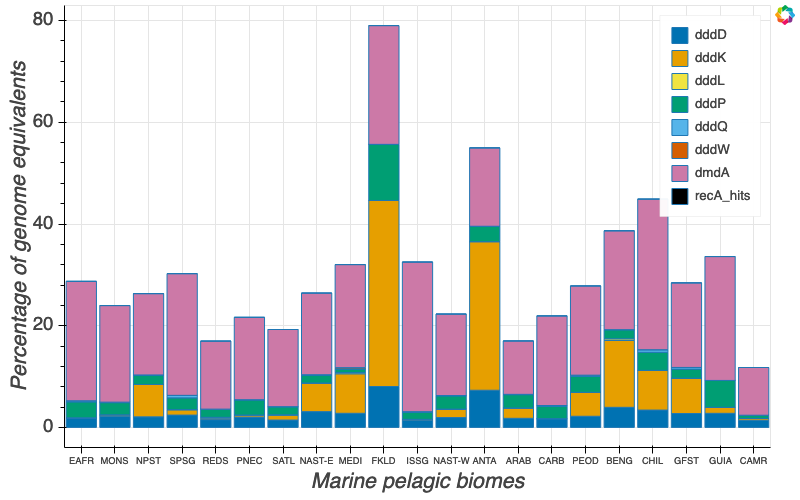 80
60
40
20
0
Percentage of genome equivalents
dddD
dddK
dddL
dddP
dddQ
dddW
dmdA
recA_hits
EAFR MONS NPST SPSG REDS PNEC SATL NAST-E MEDI FKLD ISSG NAST-W ANTA ARAB CARB PEOD BENG CHIL GFST GUIA CAMR
Marine pelagic biomes